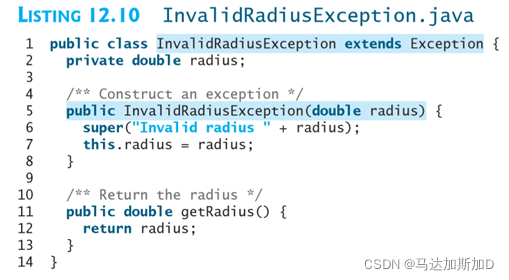 LISTING 12.10 InvalidRadiusException.java
1 public class InvalidRadiusException extends Exception {
2   private double radius;
3
4   /** Construct an exception */
5   public InvalidRadiusException(double radius) {
6     super("Invalid radius " + radius);
7     this.radius = radius;
8   }
9
10   /** Return the radius */
11   public double getRadius() {
12     return radius;
13   }
14 }
CSDN @马达加斯加D